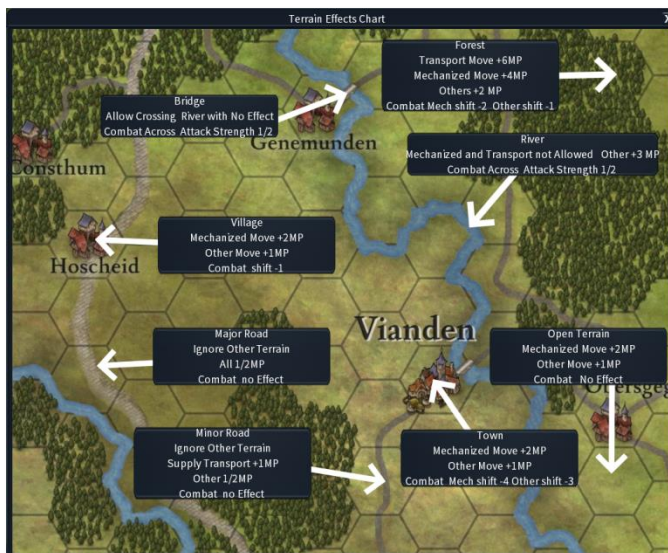 Terrain Effects Chart
X
Forest
Transport Move +6MP
Mechanized Move +4MP
Others +2 MP
Combat Mech shift -2 Other shift -1
Bridge
Allow Crossing River with No Effect
Combat Across Attack Strength 1/2
Genemunden
River
Mechanized and Transport not Allowed Other +3 MP
Combat Across Attack Strength 1/2
Consthum
Village
Mechanized Move +2MP
Other Move +1MP
Combat shift -1
Hoscheid
Vianden
Major Road
Ignore Other Terrain
All 1/2MP
Combat no Effect
Open Terrain
Mechanized Move +2MP
Other Move +1MP
Combat No Effect
Minor Road
Ignore Other Terrain
Supply Transport +1MP
Other 1/2MP
Combat no Effect
Town
Mechanized Move +2MP
Other Move +1MP
Combat Mech shift -4 Other shift -3